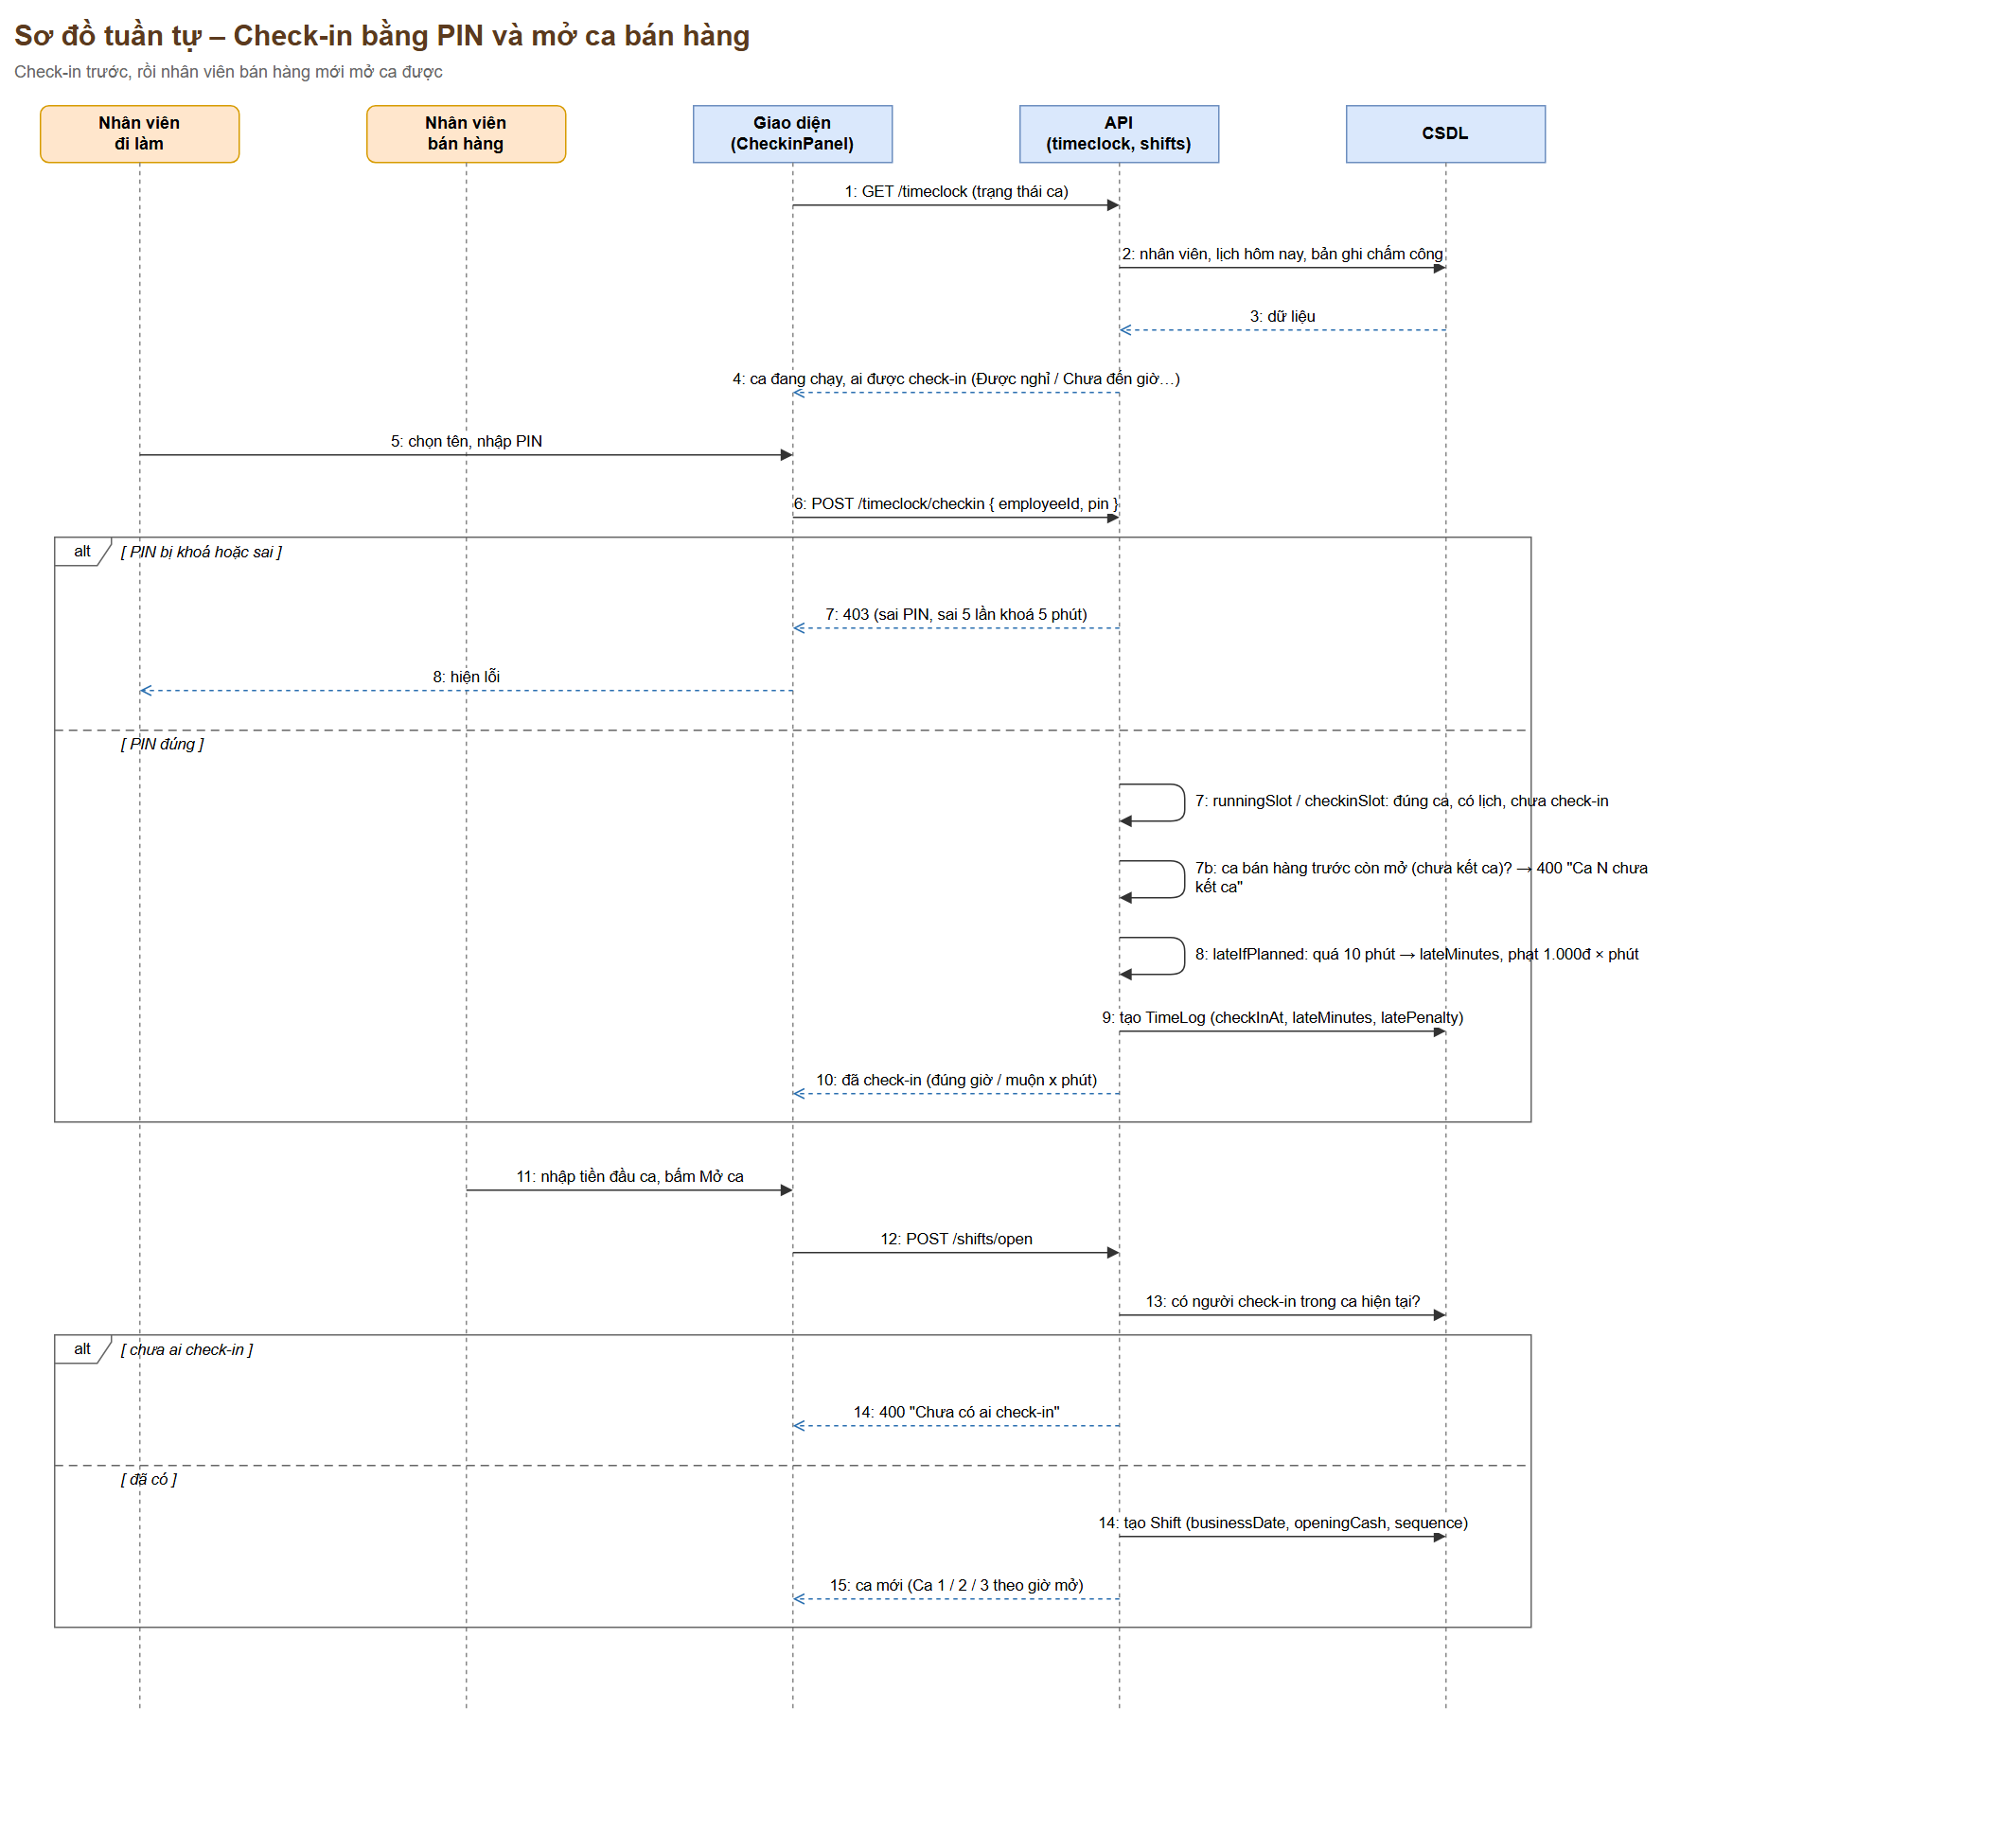 Sơ đồ tuần tự – Check-in bằng PIN và mở ca bán hàng
Check-in trước, rồi nhân viên bán hàng mới mở ca được
Nhân viên
đi làm
Nhân viên
bán hàng
Giao diện
(CheckinPanel)
API
(timeclock, shifts)
CSDL
1: GET /timeclock (trạng thái ca)
2: nhân viên, lịch hôm nay, bản ghi chấm công
3: dữ liệu
4: ca đang chạy, ai được check-in (Được nghỉ / Chưa đến giờ…)
5: chọn tên, nhập PIN
6: POST /timeclock/checkin { employeeId, pin }
alt
[ PIN bị khoá hoặc sai ]
7: 403 (sai PIN, sai 5 lần khoá 5 phút)
8: hiện lỗi
[ PIN đúng ]
7: runningSlot / checkinSlot: đúng ca, có lịch, chưa check-in
7b: ca bán hàng trước còn mở (chưa kết ca)? → 400 "Ca N chưa
kết ca"
8: lateIfPlanned: quá 10 phút → lateMinutes, phạt 1.000đ × phút
9: tạo TimeLog (checkInAt, lateMinutes, latePenalty)
10: đã check-in (đúng giờ / muộn x phút)
11: nhập tiền đầu ca, bấm Mở ca
12: POST /shifts/open
13: có người check-in trong ca hiện tại?
alt
[ chưa ai check-in ]
14: 400 "Chưa có ai check-in"
[ đã có ]
14: tạo Shift (businessDate, openingCash, sequence)
15: ca mới (Ca 1 / 2 / 3 theo giờ mở)